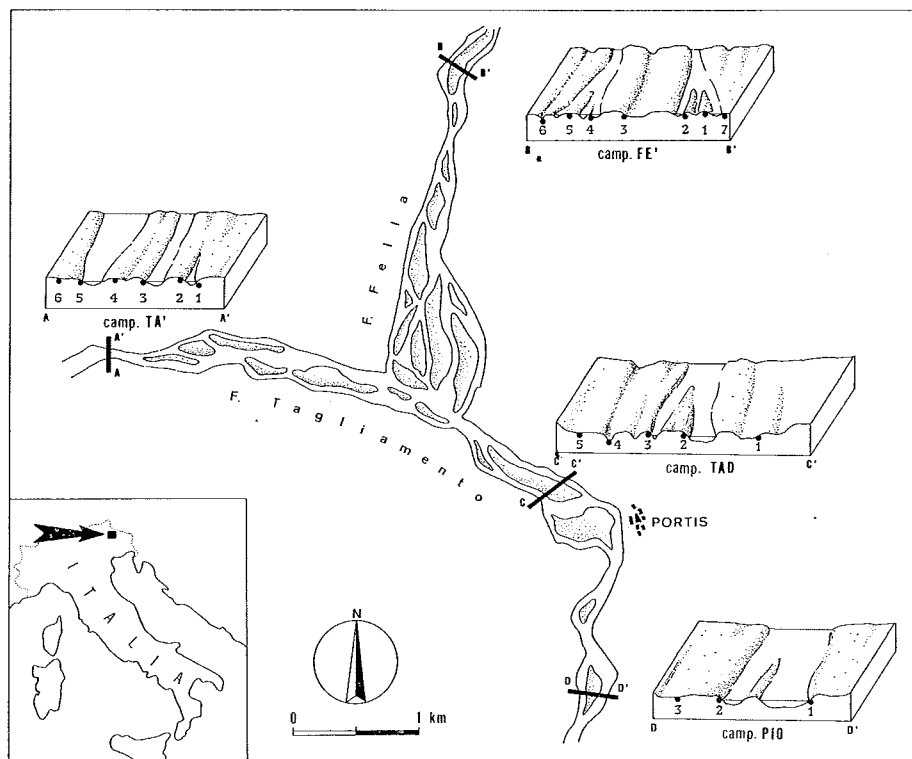 B
B'
6 5 4 3 2 1 7
B a B'
camp. FE'
F. Fella
6 5 4 3 2 1
A A'
camp. TA'
A'
A
F. Tagliamento
5 4 3 2 1
C' C'
camp. TAD
C
PORTIS
ITALIA
N
0 1 km
D D'
3 2 1
D D'
camp. PIO